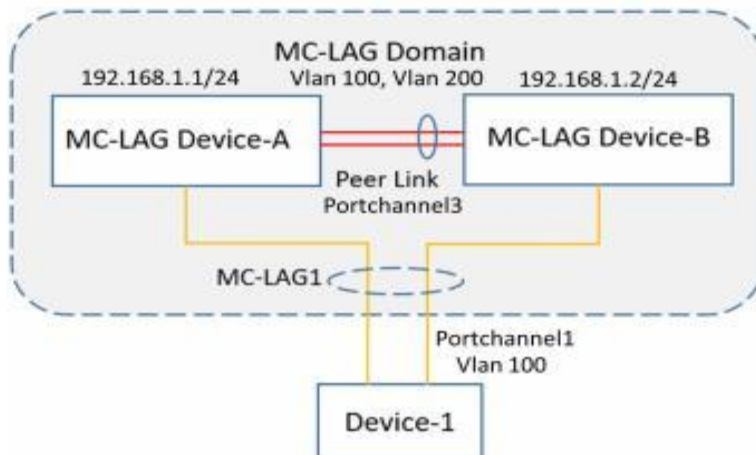 MC-LAG Domain
192.168.1.1/24
Vlan 100, Vlan 200
192.168.1.2/24
MC-LAG Device-A
MC-LAG Device-B
Peer Link
Portchannel3
MC-LAG1
Portchannel1
Vlan 100
Device-1